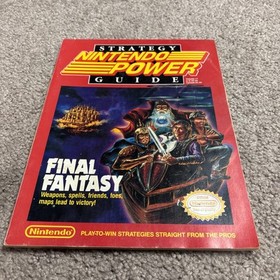 STRATEGY
NINTENDO
POWER
GUIDE
FINAL
FANTASY
Weapons, spells, friends, foes,
maps lead to victory!
Nintendo
PLAY-TO-WIN STRATEGIES STRAIGHT FROM THE PROS